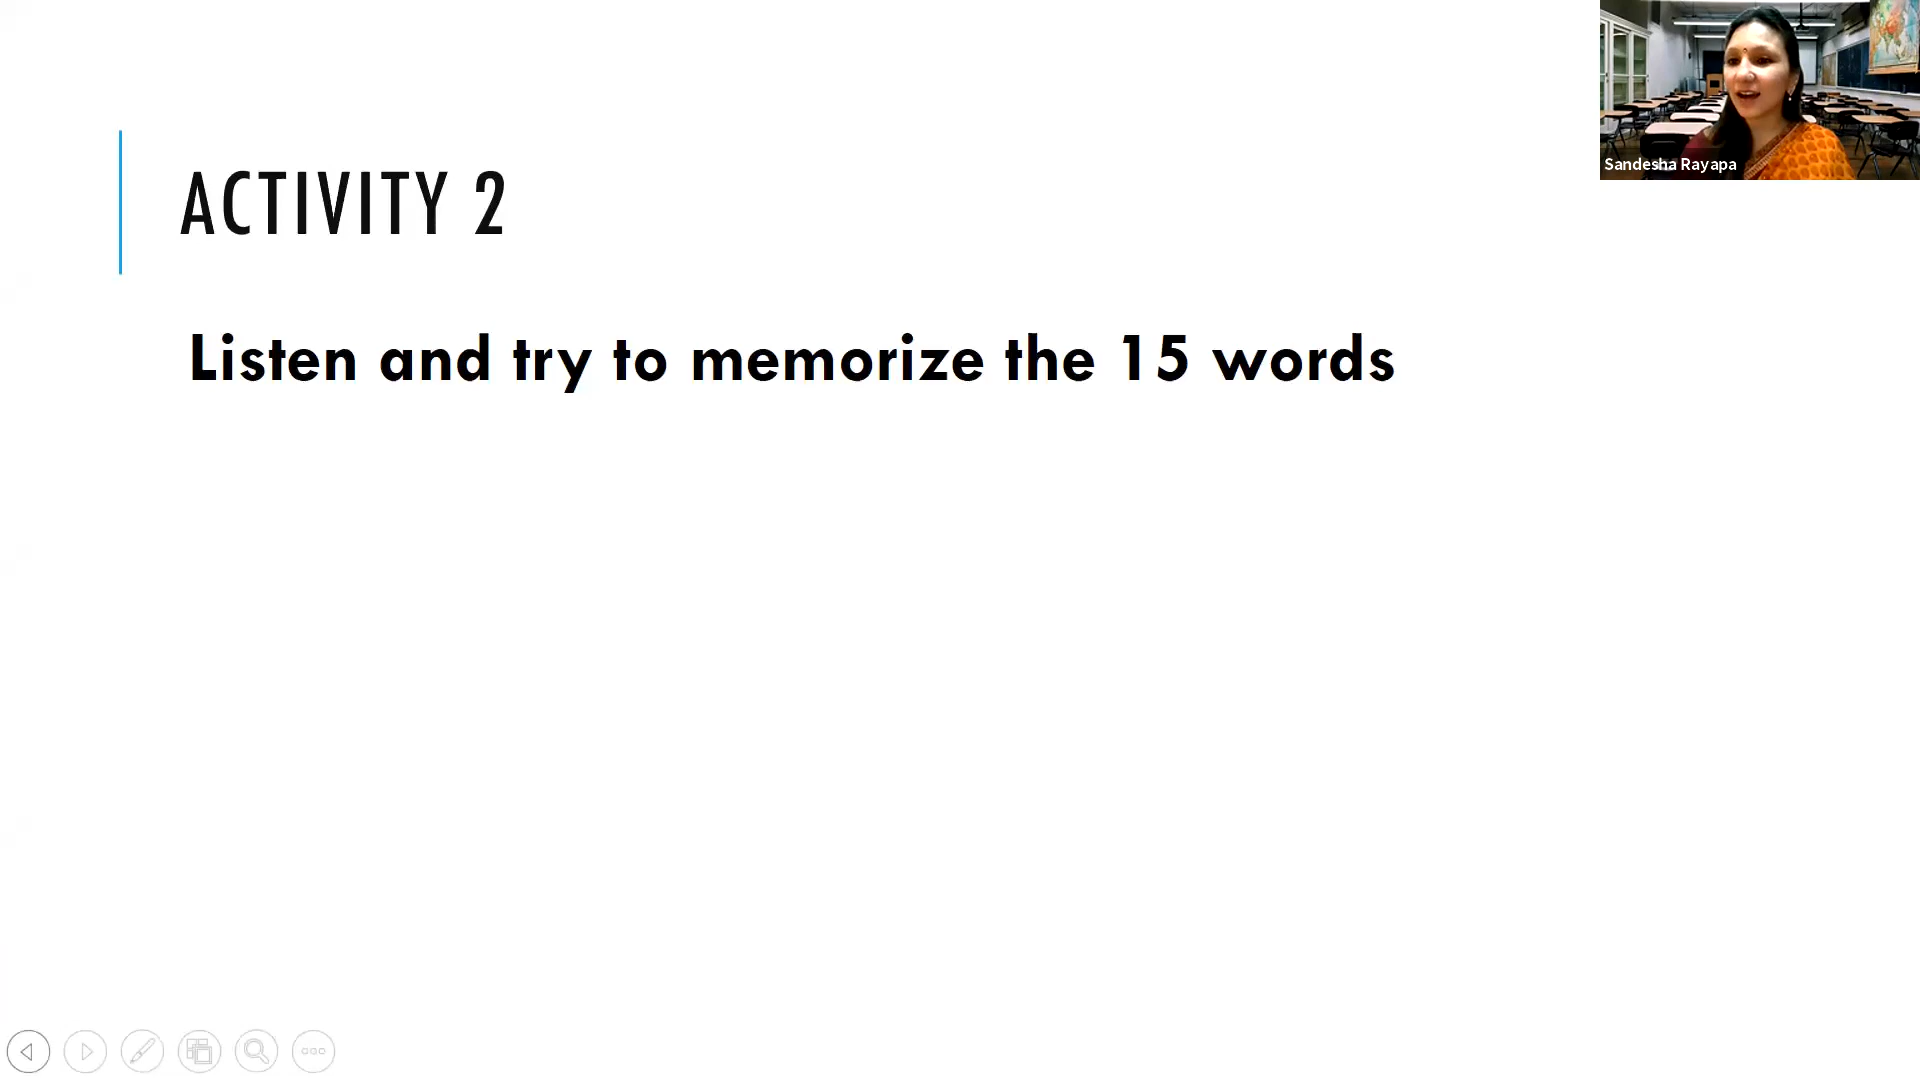 ACTIVITY 2
Listen and try to memorize the 15 words
Sandesha Rayapa